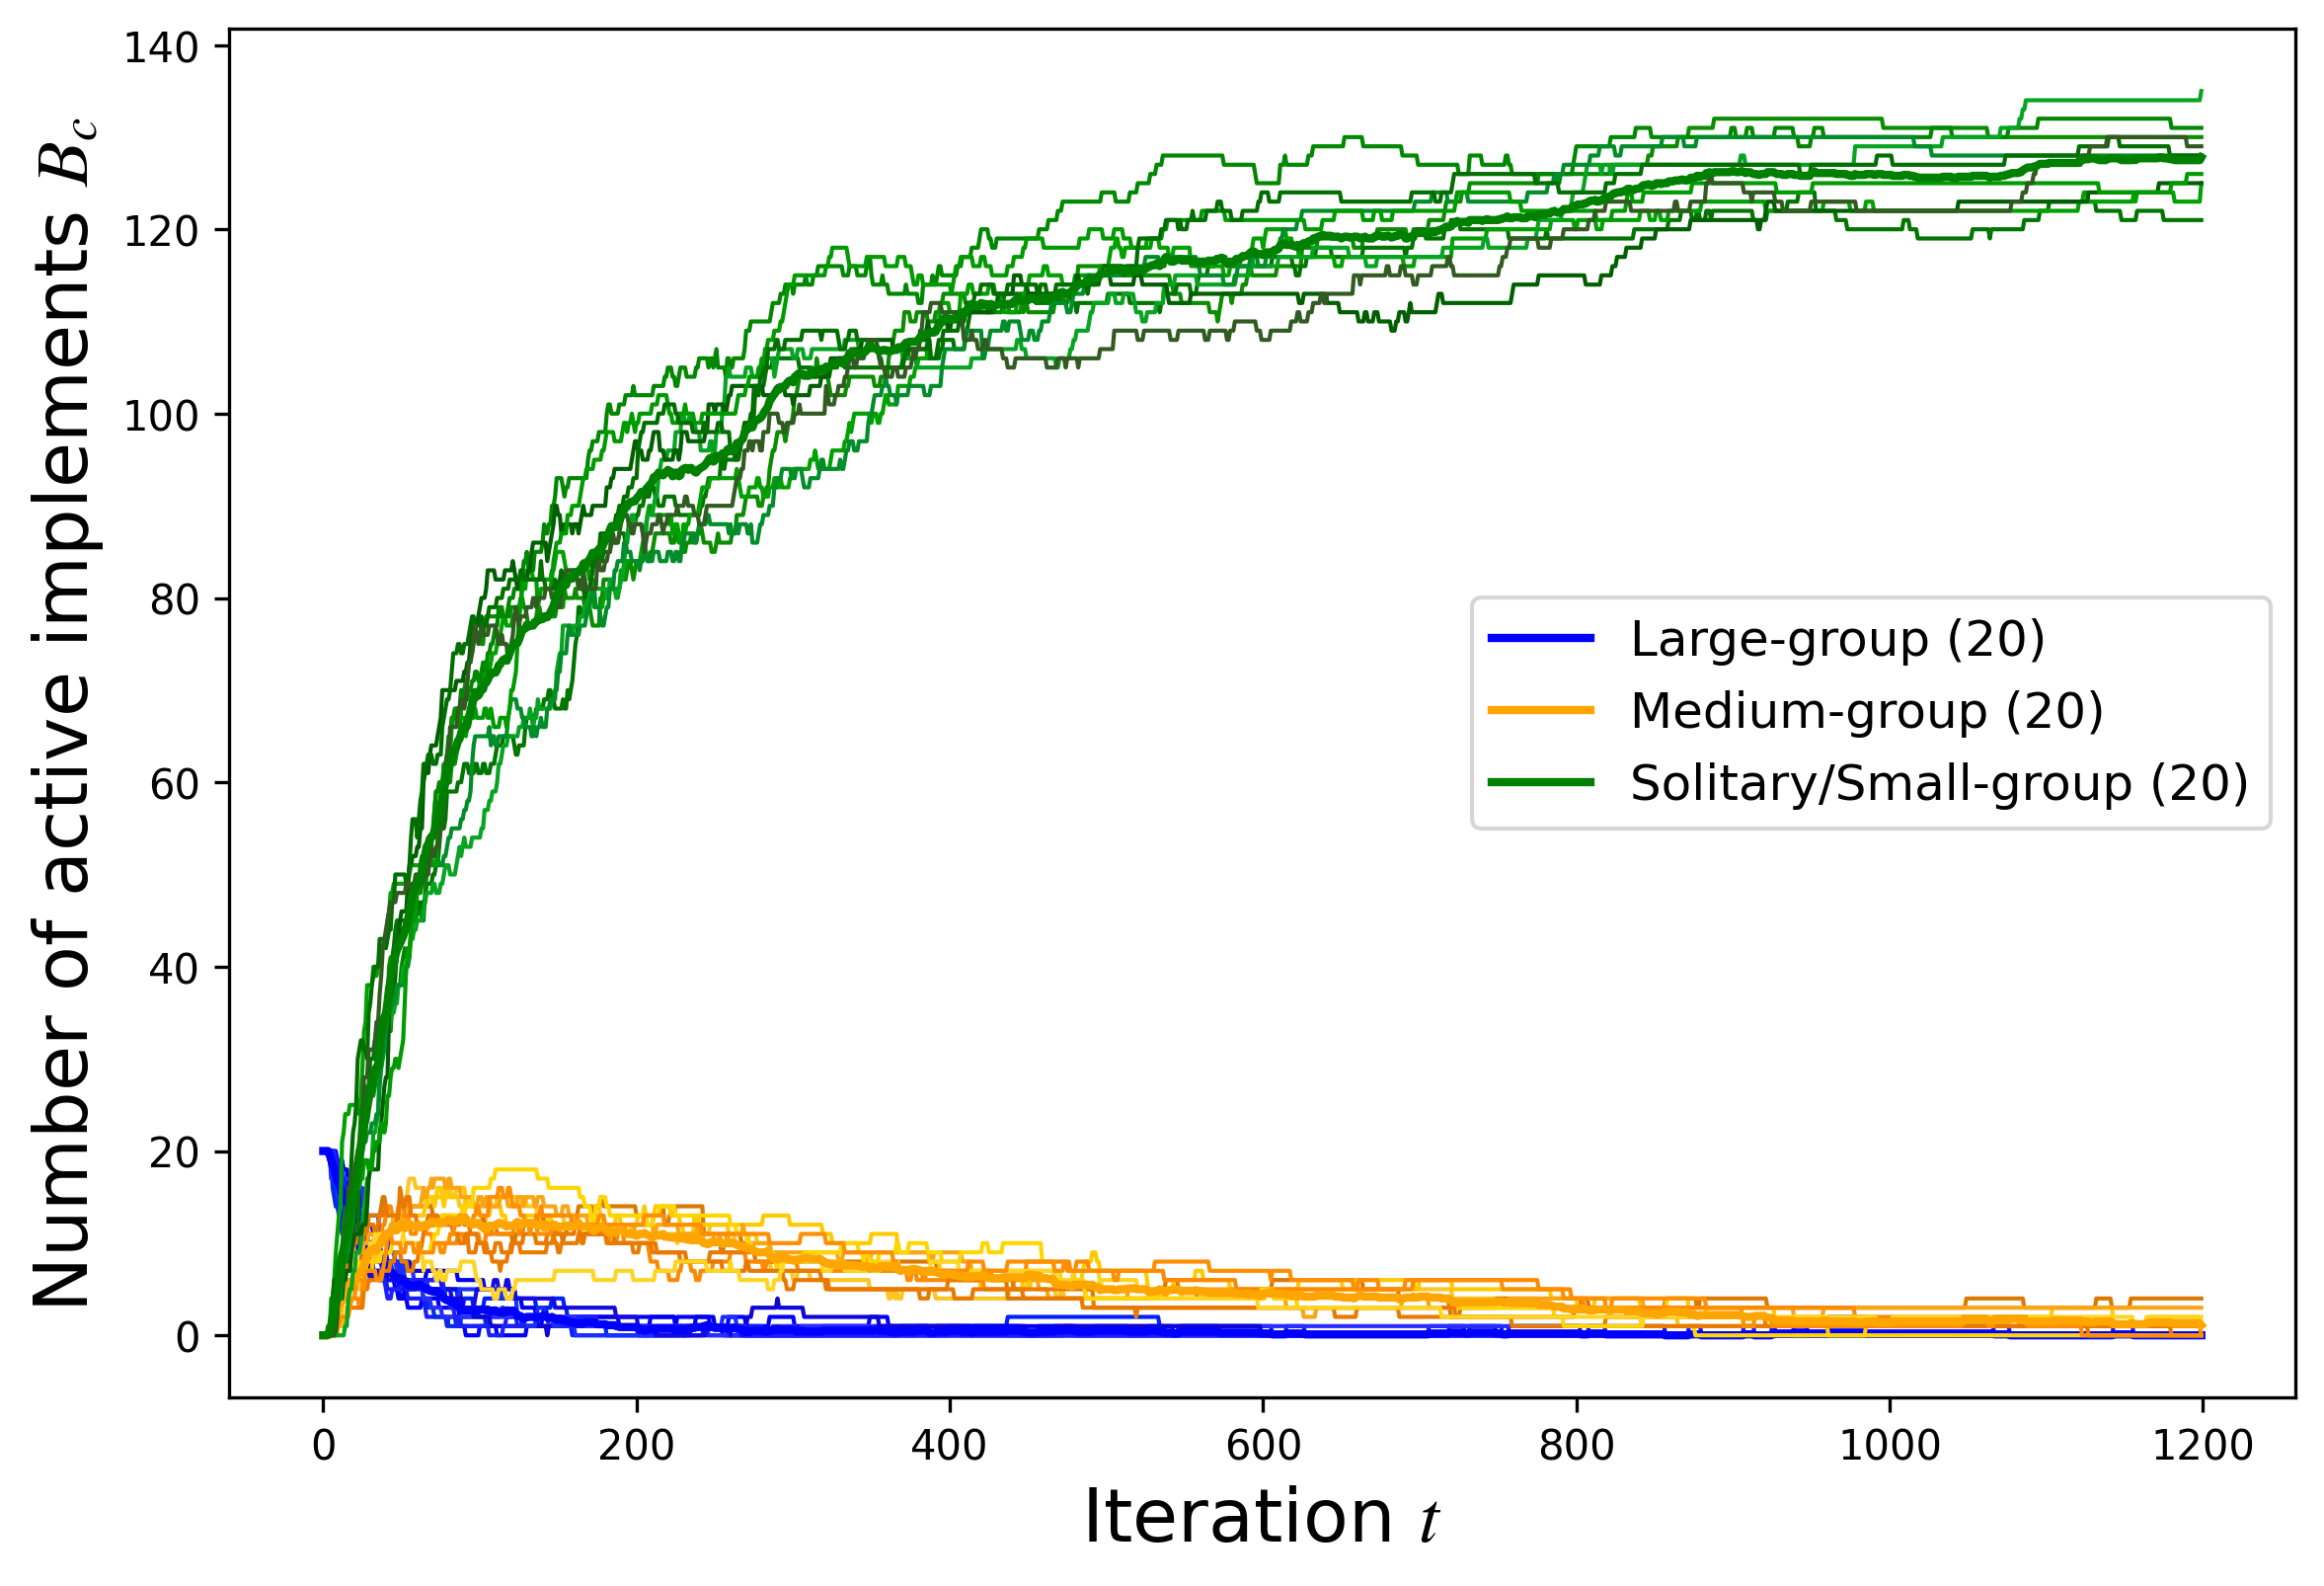 Number of active implements B_c
140
120
100
80
60
40
20
0
Large-group (20)
Medium-group (20)
Solitary/Small-group (20)
0 200 400 600 800 1000 1200
Iteration t